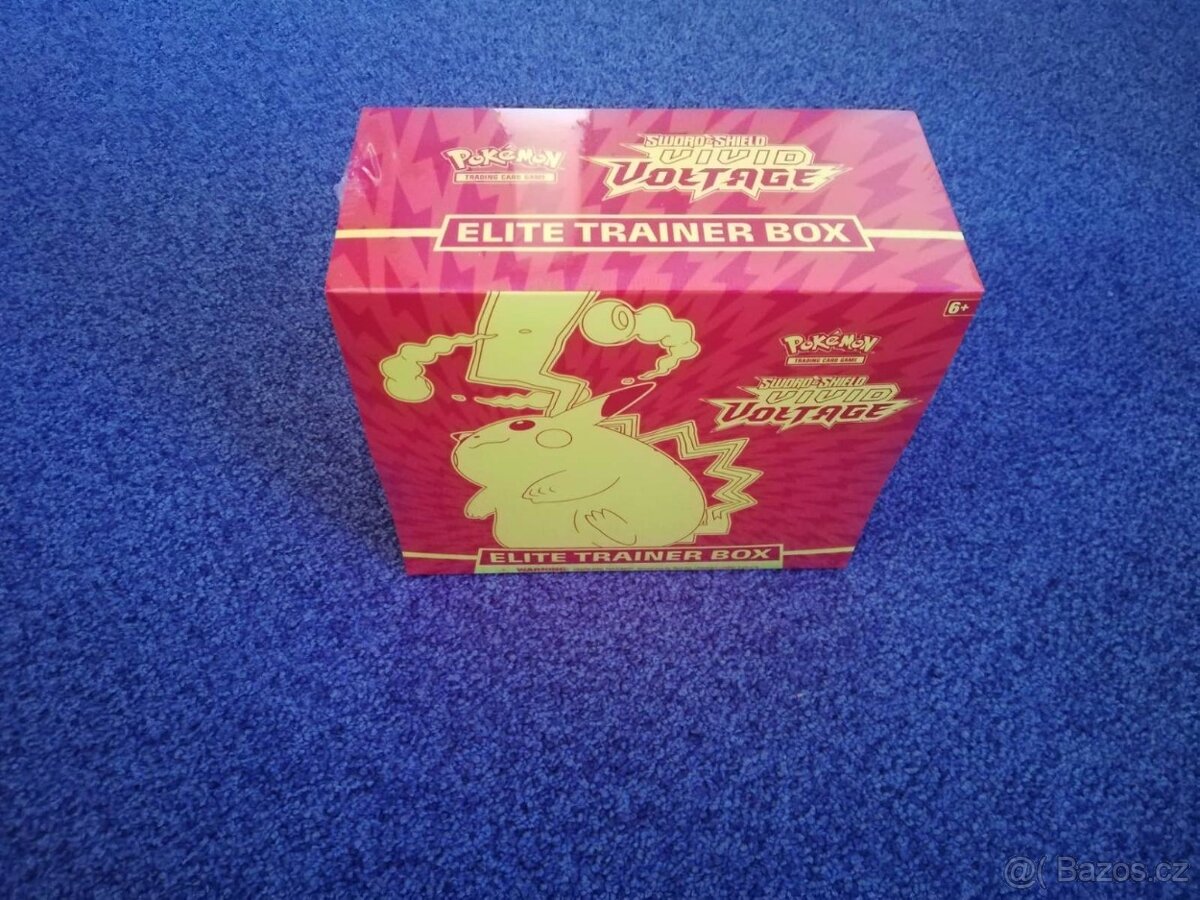 POKéMON
TRADING CARD GAME
SWORD & SHIELD
VIVID
VOLTAGE
ELITE TRAINER BOX
6+
POKéMON
TRADING CARD GAME
SWORD & SHIELD
VIVID
VOLTAGE
ELITE TRAINER BOX
WARNING:
@( Bazos.cz